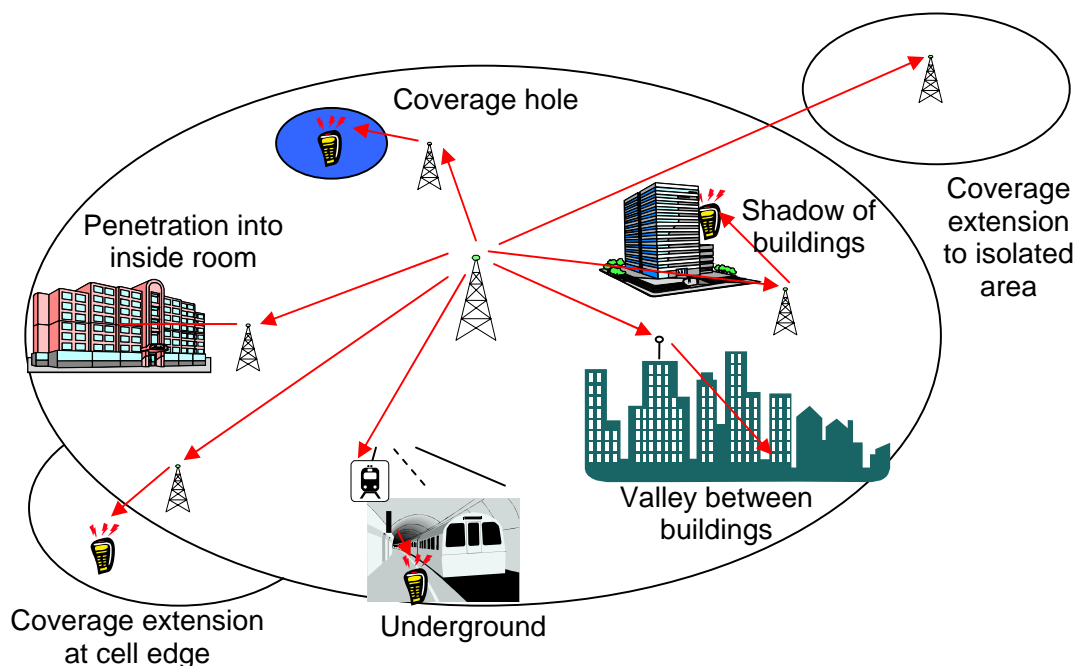 Coverage hole
Penetration into
inside room
Shadow of
buildings
Coverage
extension
to isolated
area
Valley between
buildings
Underground
Coverage extension
at cell edge